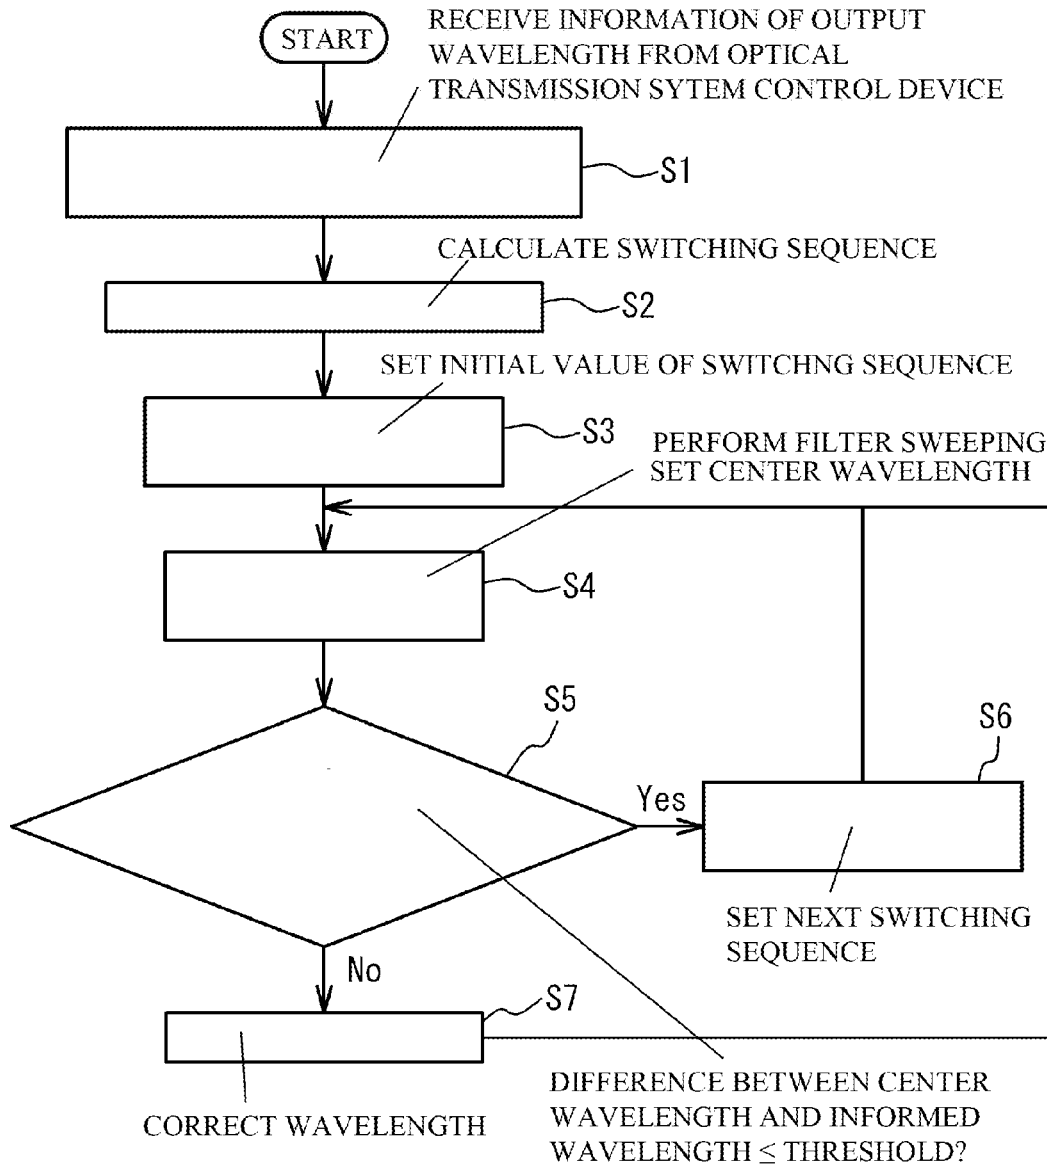 START
RECEIVE INFORMATION OF OUTPUT
WAVELENGTH FROM OPTICAL
TRANSMISSION SYTEM CONTROL DEVICE
S1
CALCULATE SWITCHING SEQUENCE
S2
SET INITIAL VALUE OF SWITCHNG SEQUENCE
S3
PERFORM FILTER SWEEPING
SET CENTER WAVELENGTH
S4
S5
S6
Yes
SET NEXT SWITCHING
SEQUENCE
No
S7
CORRECT WAVELENGTH
DIFFERENCE BETWEEN CENTER
WAVELENGTH AND INFORMED
WAVELENGTH ≤ THRESHOLD?